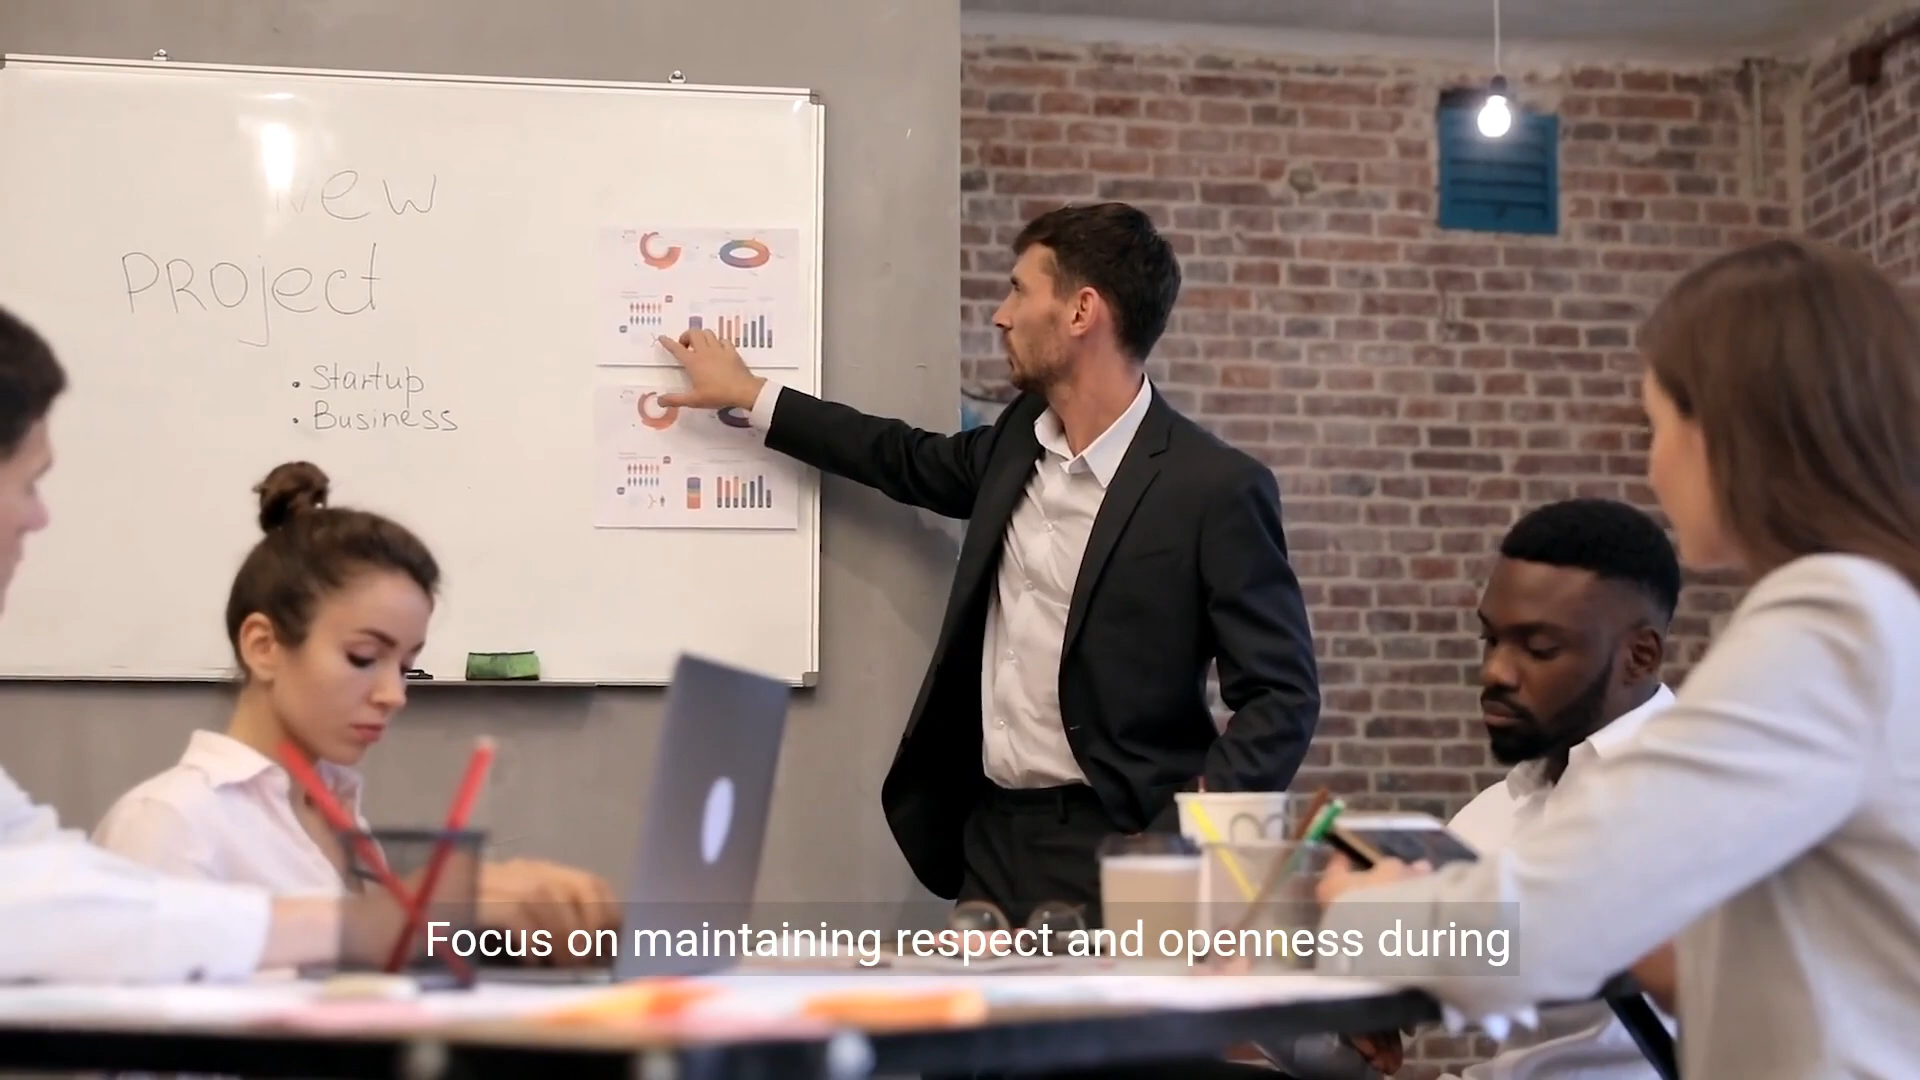 New
PROject
• Startup
• Business
Focus on maintaining respect and openness during